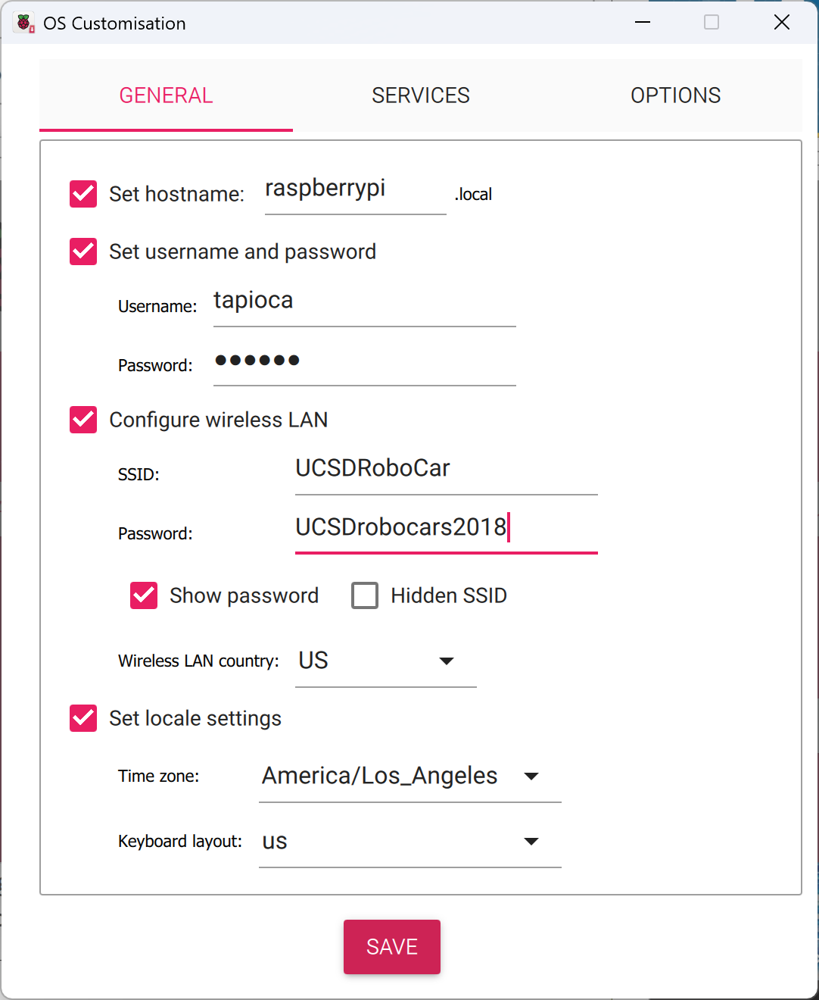 OS Customisation
GENERAL SERVICES OPTIONS
Set hostname: raspberrypi .local
Set username and password
Username: tapioca
Password: ●●●●●●
Configure wireless LAN
SSID: UCSDRoboCar
Password: UCSDrobocars2018
Show password Hidden SSID
Wireless LAN country: US
Set locale settings
Time zone: America/Los_Angeles
Keyboard layout: us
SAVE